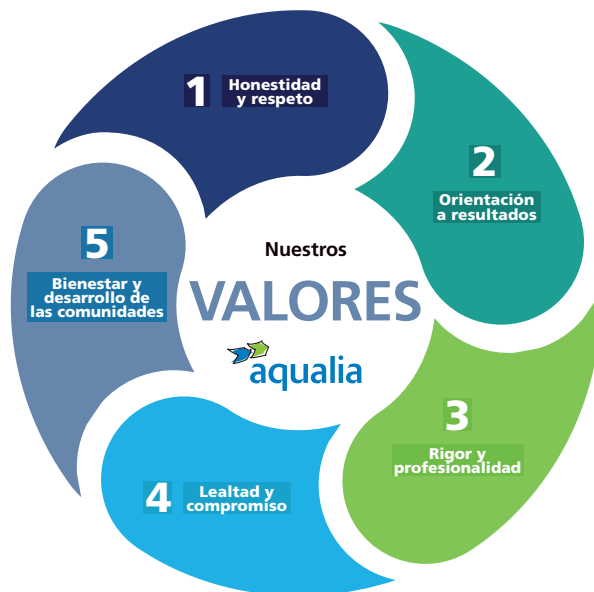 1
Honestidad
y respeto
2
Orientación
a resultados
3
Rigor y
profesionalidad
4
Lealtad y
compromiso
5
Bienestar y
desarrollo de
las comunidades
Nuestros
VALORES
aqualia